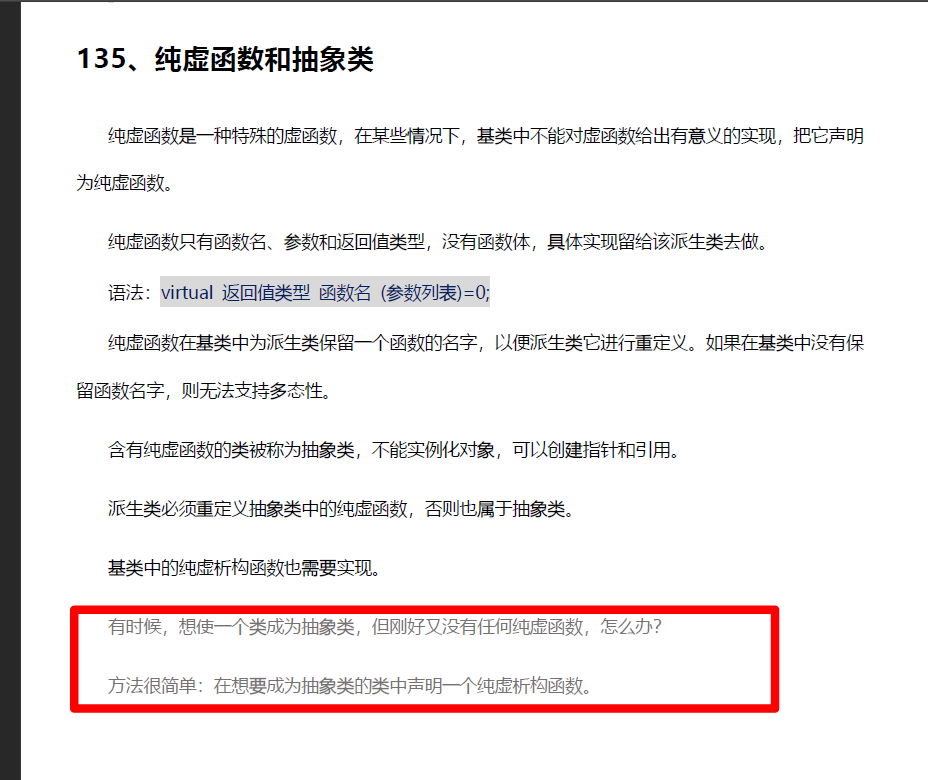 135、纯虚函数和抽象类
纯虚函数是一种特殊的虚函数，在某些情况下，基类中不能对虚函数给出有意义的实现，把它声明
为纯虚函数。
纯虚函数只有函数名、参数和返回值类型，没有函数体，具体实现留给该派生类去做。
语法：virtual 返回值类型 函数名 (参数列表)=0;
纯虚函数在基类中为派生类保留一个函数的名字，以便派生类它进行重定义。如果在基类中没有保
留函数名字，则无法支持多态性。
含有纯虚函数的类被称为抽象类，不能实例化对象，可以创建指针和引用。
派生类必须重定义抽象类中的纯虚函数，否则也属于抽象类。
基类中的纯虚析构函数也需要实现。
有时候，想使一个类成为抽象类，但刚好又没有任何纯虚函数，怎么办？
方法很简单：在想要成为抽象类的类中声明一个纯虚析构函数。